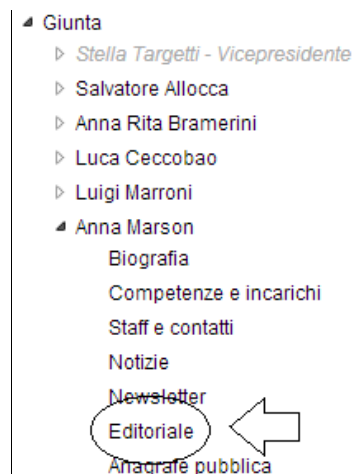 Giunta
Stella Targetti - Vicepresidente
Salvatore Allocca
Anna Rita Bramerini
Luca Ceccobao
Luigi Marroni
Anna Marson
Biografia
Competenze e incarichi
Staff e contatti
Notizie
Newsletter
Editoriale
Anagrafe pubblica